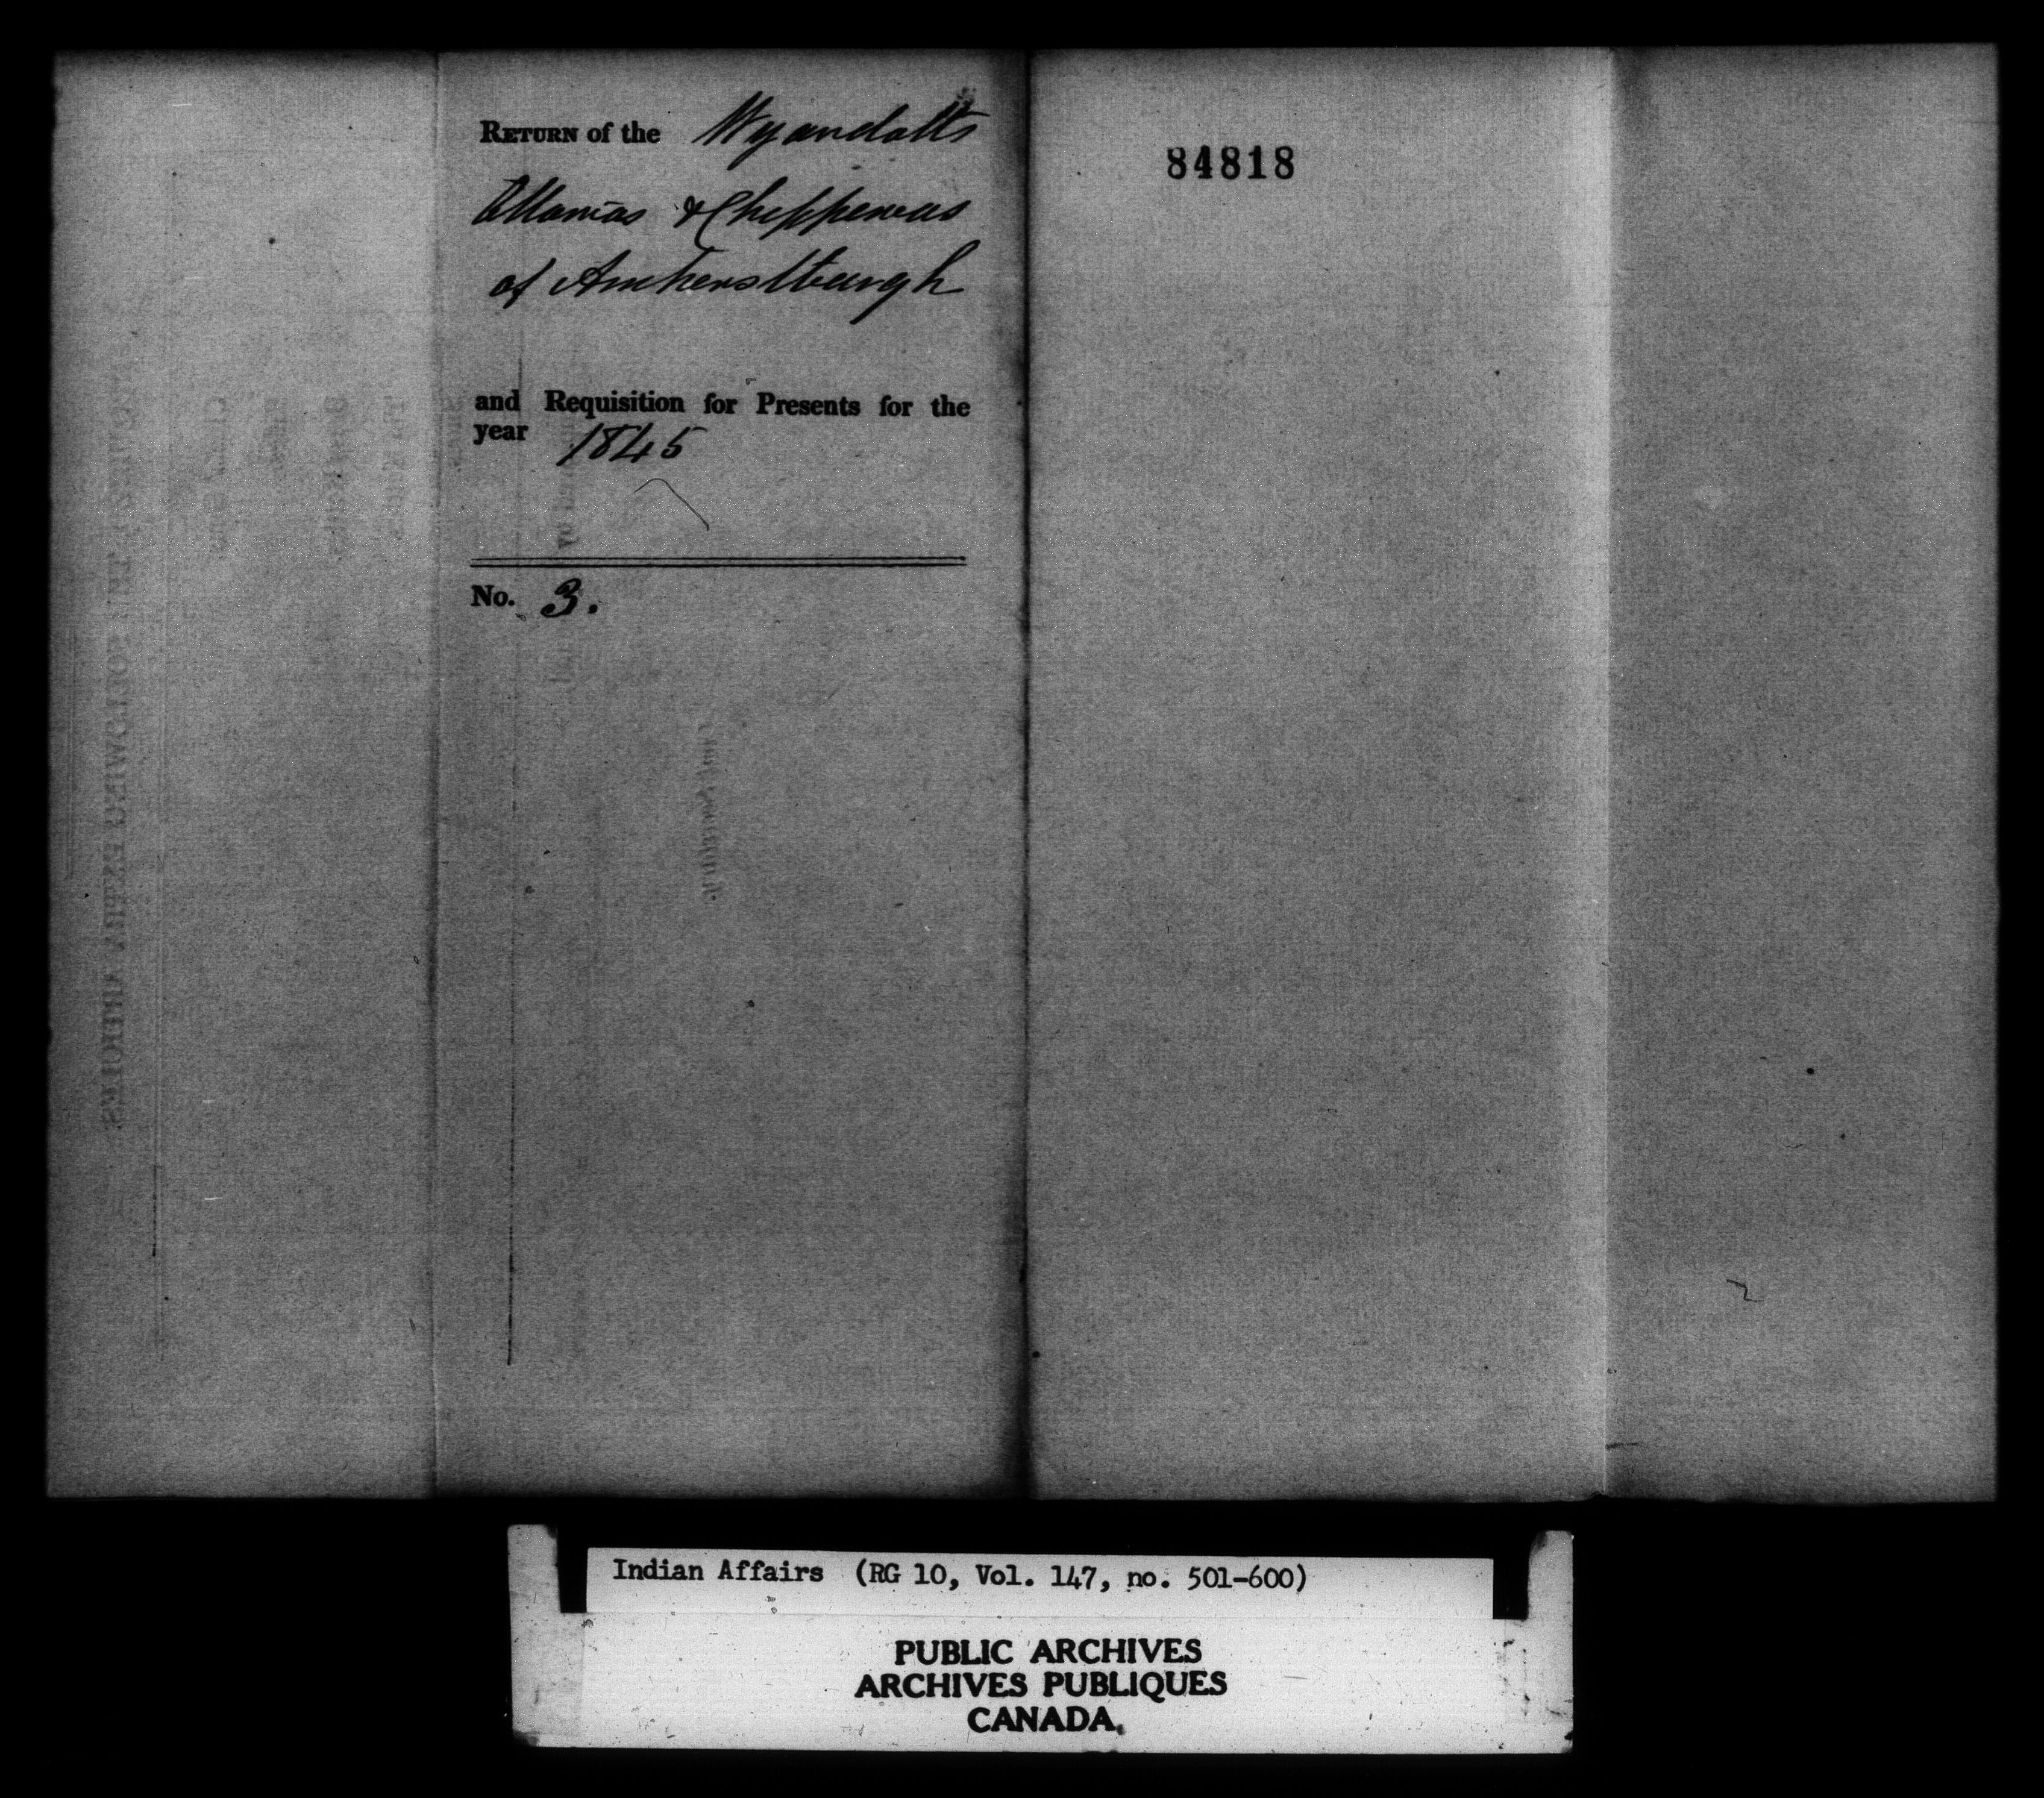 RETURN of the Wyandotts
Ottawas & Cheppewas
of Amherstburgh
and Requisition for Presents for the
year 1845
No. 3.
84818
Indian Affairs (RG 10, Vol. 147, no. 501-600)
PUBLIC ARCHIVES
ARCHIVES PUBLIQUES
CANADA